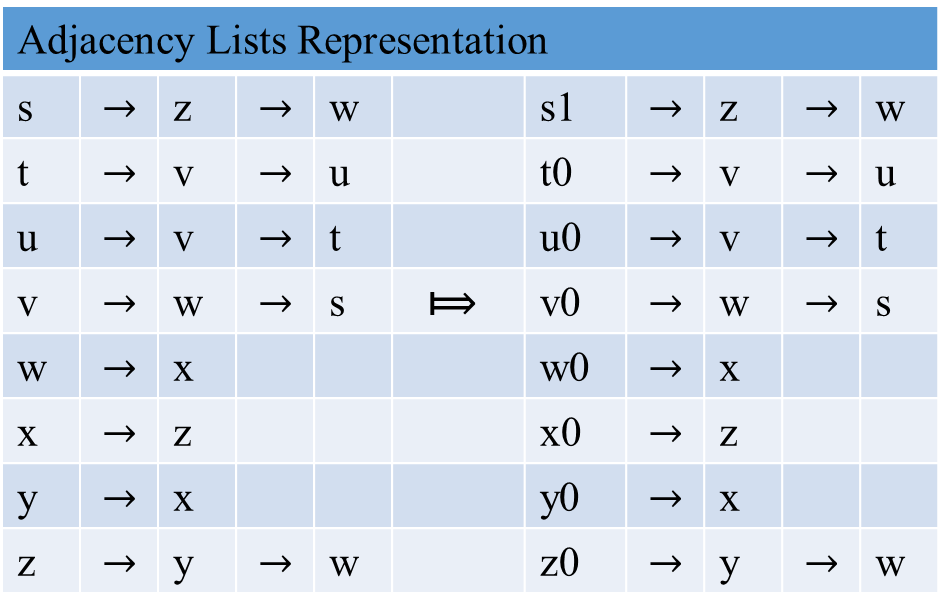 Adjacency Lists Representation
s → z → w s1 → z → w
t → v → u t0 → v → u
u → v → t u0 → v → t
v → w → s ⤇ v0 → w → s
w → x w0 → x
x → z x0 → z
y → x y0 → x
z → y → w z0 → y → w